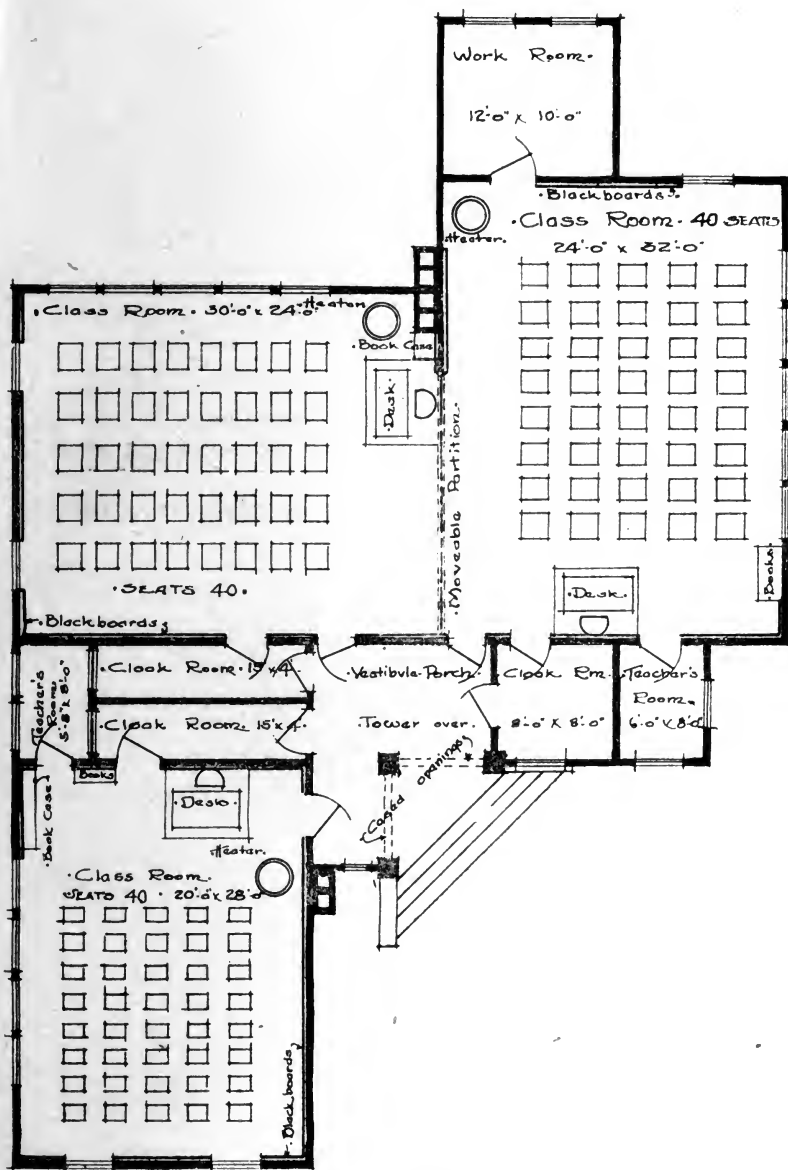 Work Room.
12'-0" x 10'-0"
Blackboards.
Class Room. 40 SEATS
24'-0" x 32'-0"
Heater.
Class Room. 30'-0" x 24'-0"
Heater
Book Case
Desk
Moveable Partition.
SEATS 40.
Blackboards
Desk.
Books
Teacher's
Room.
5'-8" x 8'-0"
Cloak Room. 15' x 4'
Cloak Room. 15' x 4'
Vestibule Porch
Tower over.
Cloak Rm.
8'-0" x 8'-0"
Teacher's
Room.
6'-0" x 8'-0"
Cased openings
Books
Book Case
Desk.
Heater.
Class Room.
SEATS 40. 20'-0" x 28'-0"
Blackboards